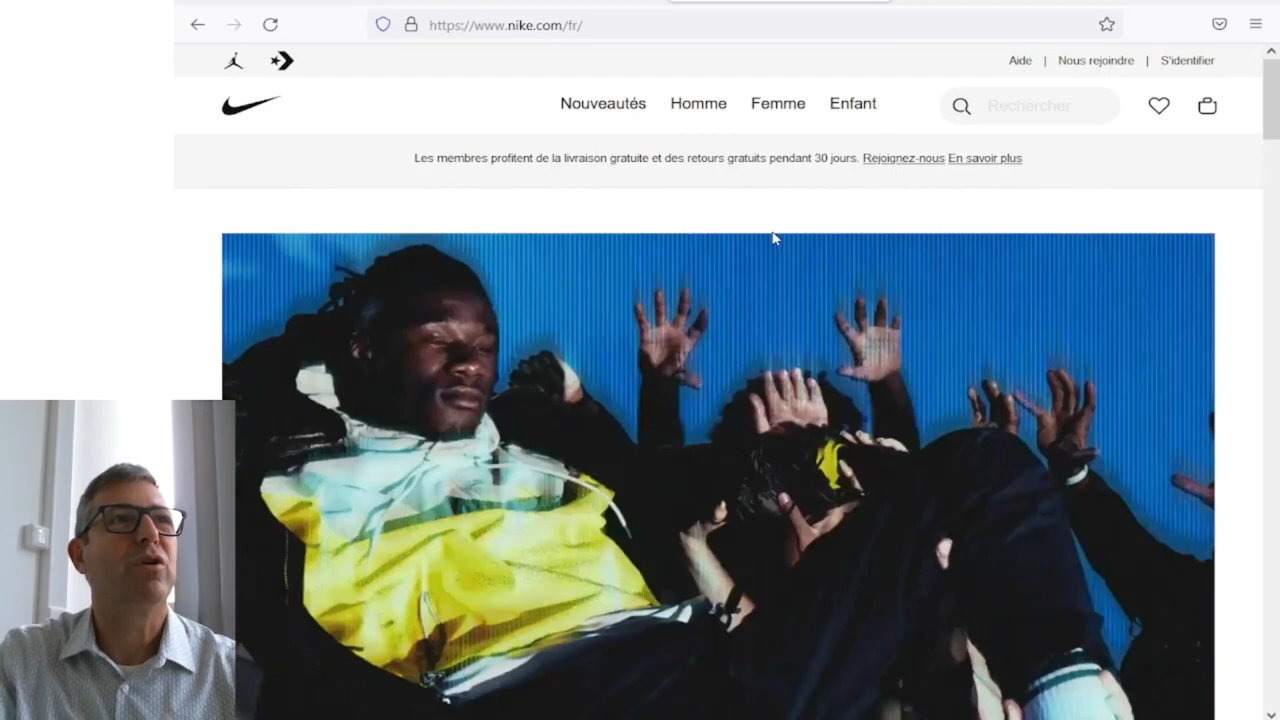 https://www.nike.com/fr/
Aide | Nous rejoindre | S'identifier
Nouveautés Homme Femme Enfant Rechercher
Les membres profitent de la livraison gratuite et des retours gratuits pendant 30 jours. Rejoignez-nous En savoir plus